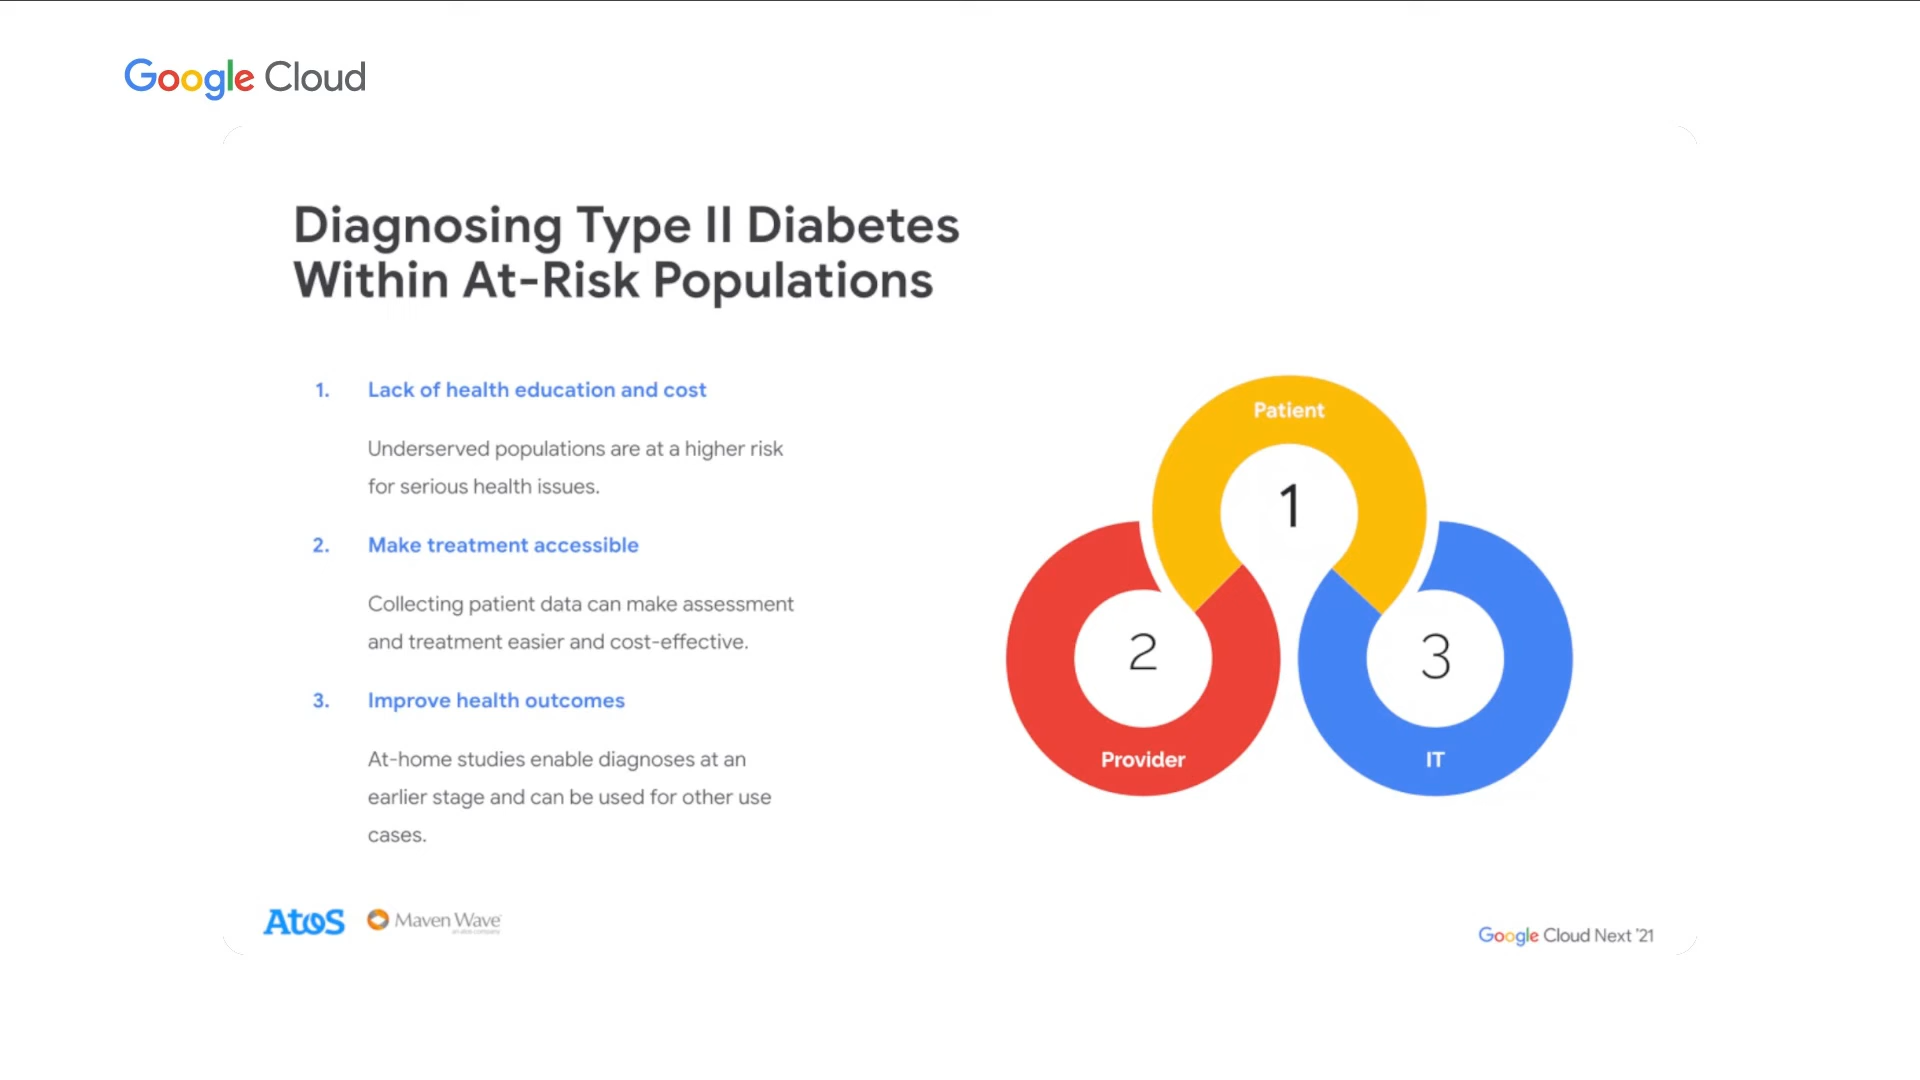 Google Cloud
Diagnosing Type II Diabetes
Within At-Risk Populations
1. Lack of health education and cost
Underserved populations are at a higher risk
for serious health issues.
2. Make treatment accessible
Collecting patient data can make assessment
and treatment easier and cost-effective.
3. Improve health outcomes
At-home studies enable diagnoses at an
earlier stage and can be used for other use
cases.
Patient
1
2
Provider
3
IT
Atos
Maven Wave
an atos company
Google Cloud Next '21